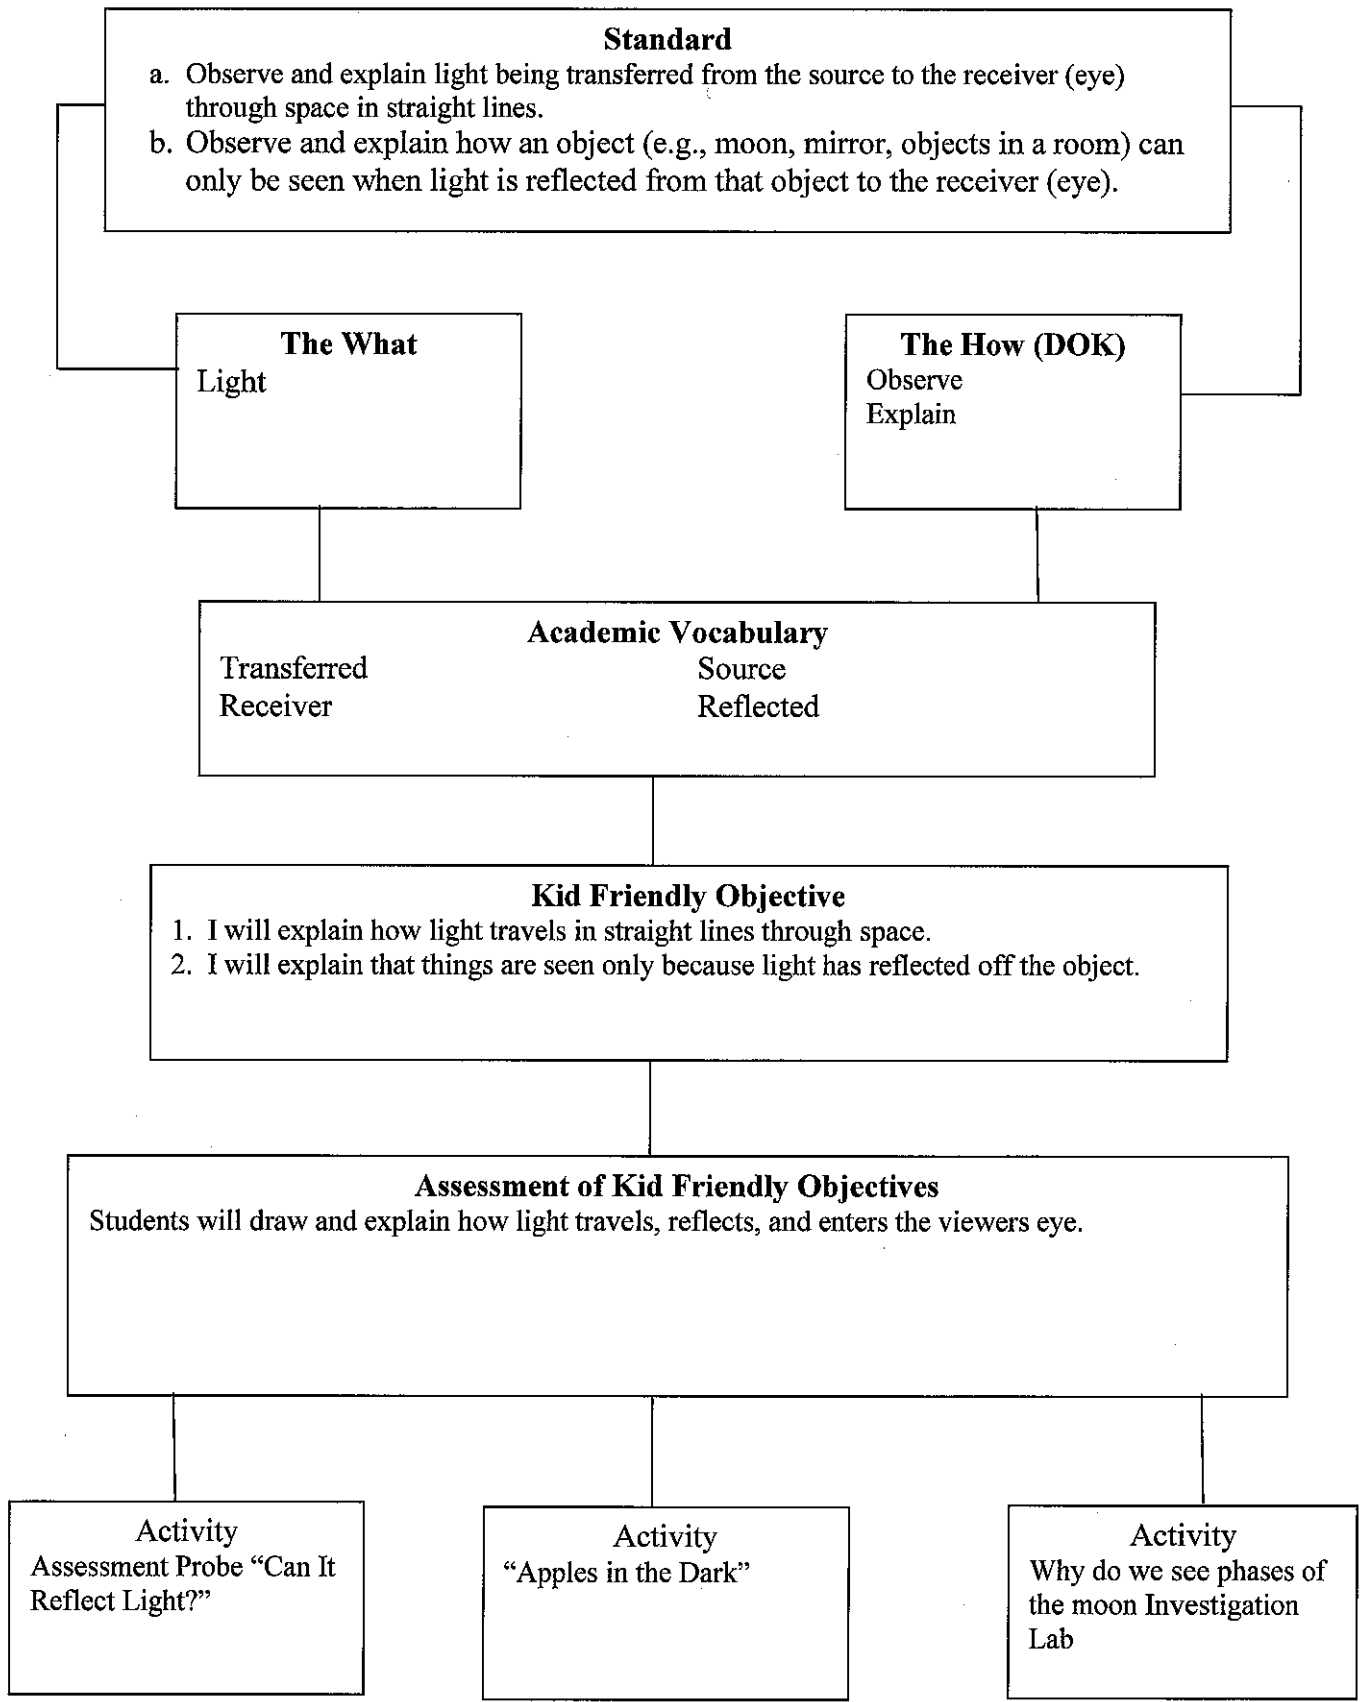 Standard
a. Observe and explain light being transferred from the source to the receiver (eye)
through space in straight lines.
b. Observe and explain how an object (e.g., moon, mirror, objects in a room) can
only be seen when light is reflected from that object to the receiver (eye).
The What
Light
The How (DOK)
Observe
Explain
Academic Vocabulary
Transferred Source
Receiver Reflected
Kid Friendly Objective
1. I will explain how light travels in straight lines through space.
2. I will explain that things are seen only because light has reflected off the object.
Assessment of Kid Friendly Objectives
Students will draw and explain how light travels, reflects, and enters the viewers eye.
Activity
Assessment Probe “Can It
Reflect Light?”
Activity
“Apples in the Dark”
Activity
Why do we see phases of
the moon Investigation
Lab